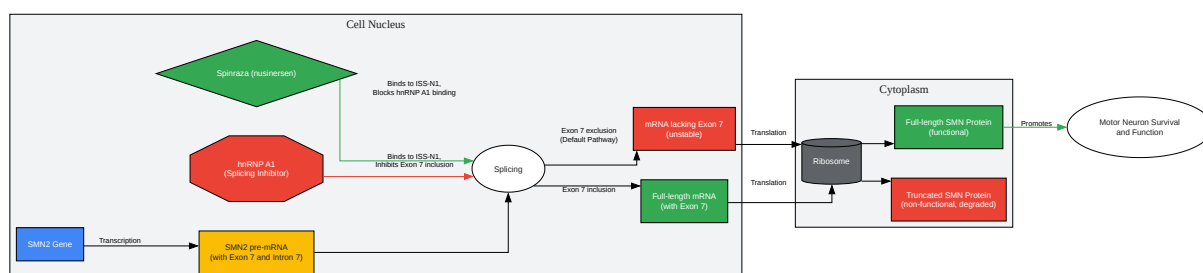 Cell Nucleus
Spinraza (nusinersen)
Binds to ISS-N1,
Blocks hnRNP A1 binding
hnRNP A1
(Splicing Inhibitor)
Binds to ISS-N1,
Inhibits Exon 7 inclusion
Splicing
Exon 7 exclusion
(Default Pathway)
mRNA lacking Exon 7
(unstable)
Exon 7 inclusion
Full-length mRNA
(with Exon 7)
SMN2 Gene
Transcription
SMN2 pre-mRNA
(with Exon 7 and Intron 7)
Translation
Translation
Cytoplasm
Ribosome
Full-length SMN Protein
(functional)
Truncated SMN Protein
(non-functional, degraded)
Promotes
Motor Neuron Survival
and Function